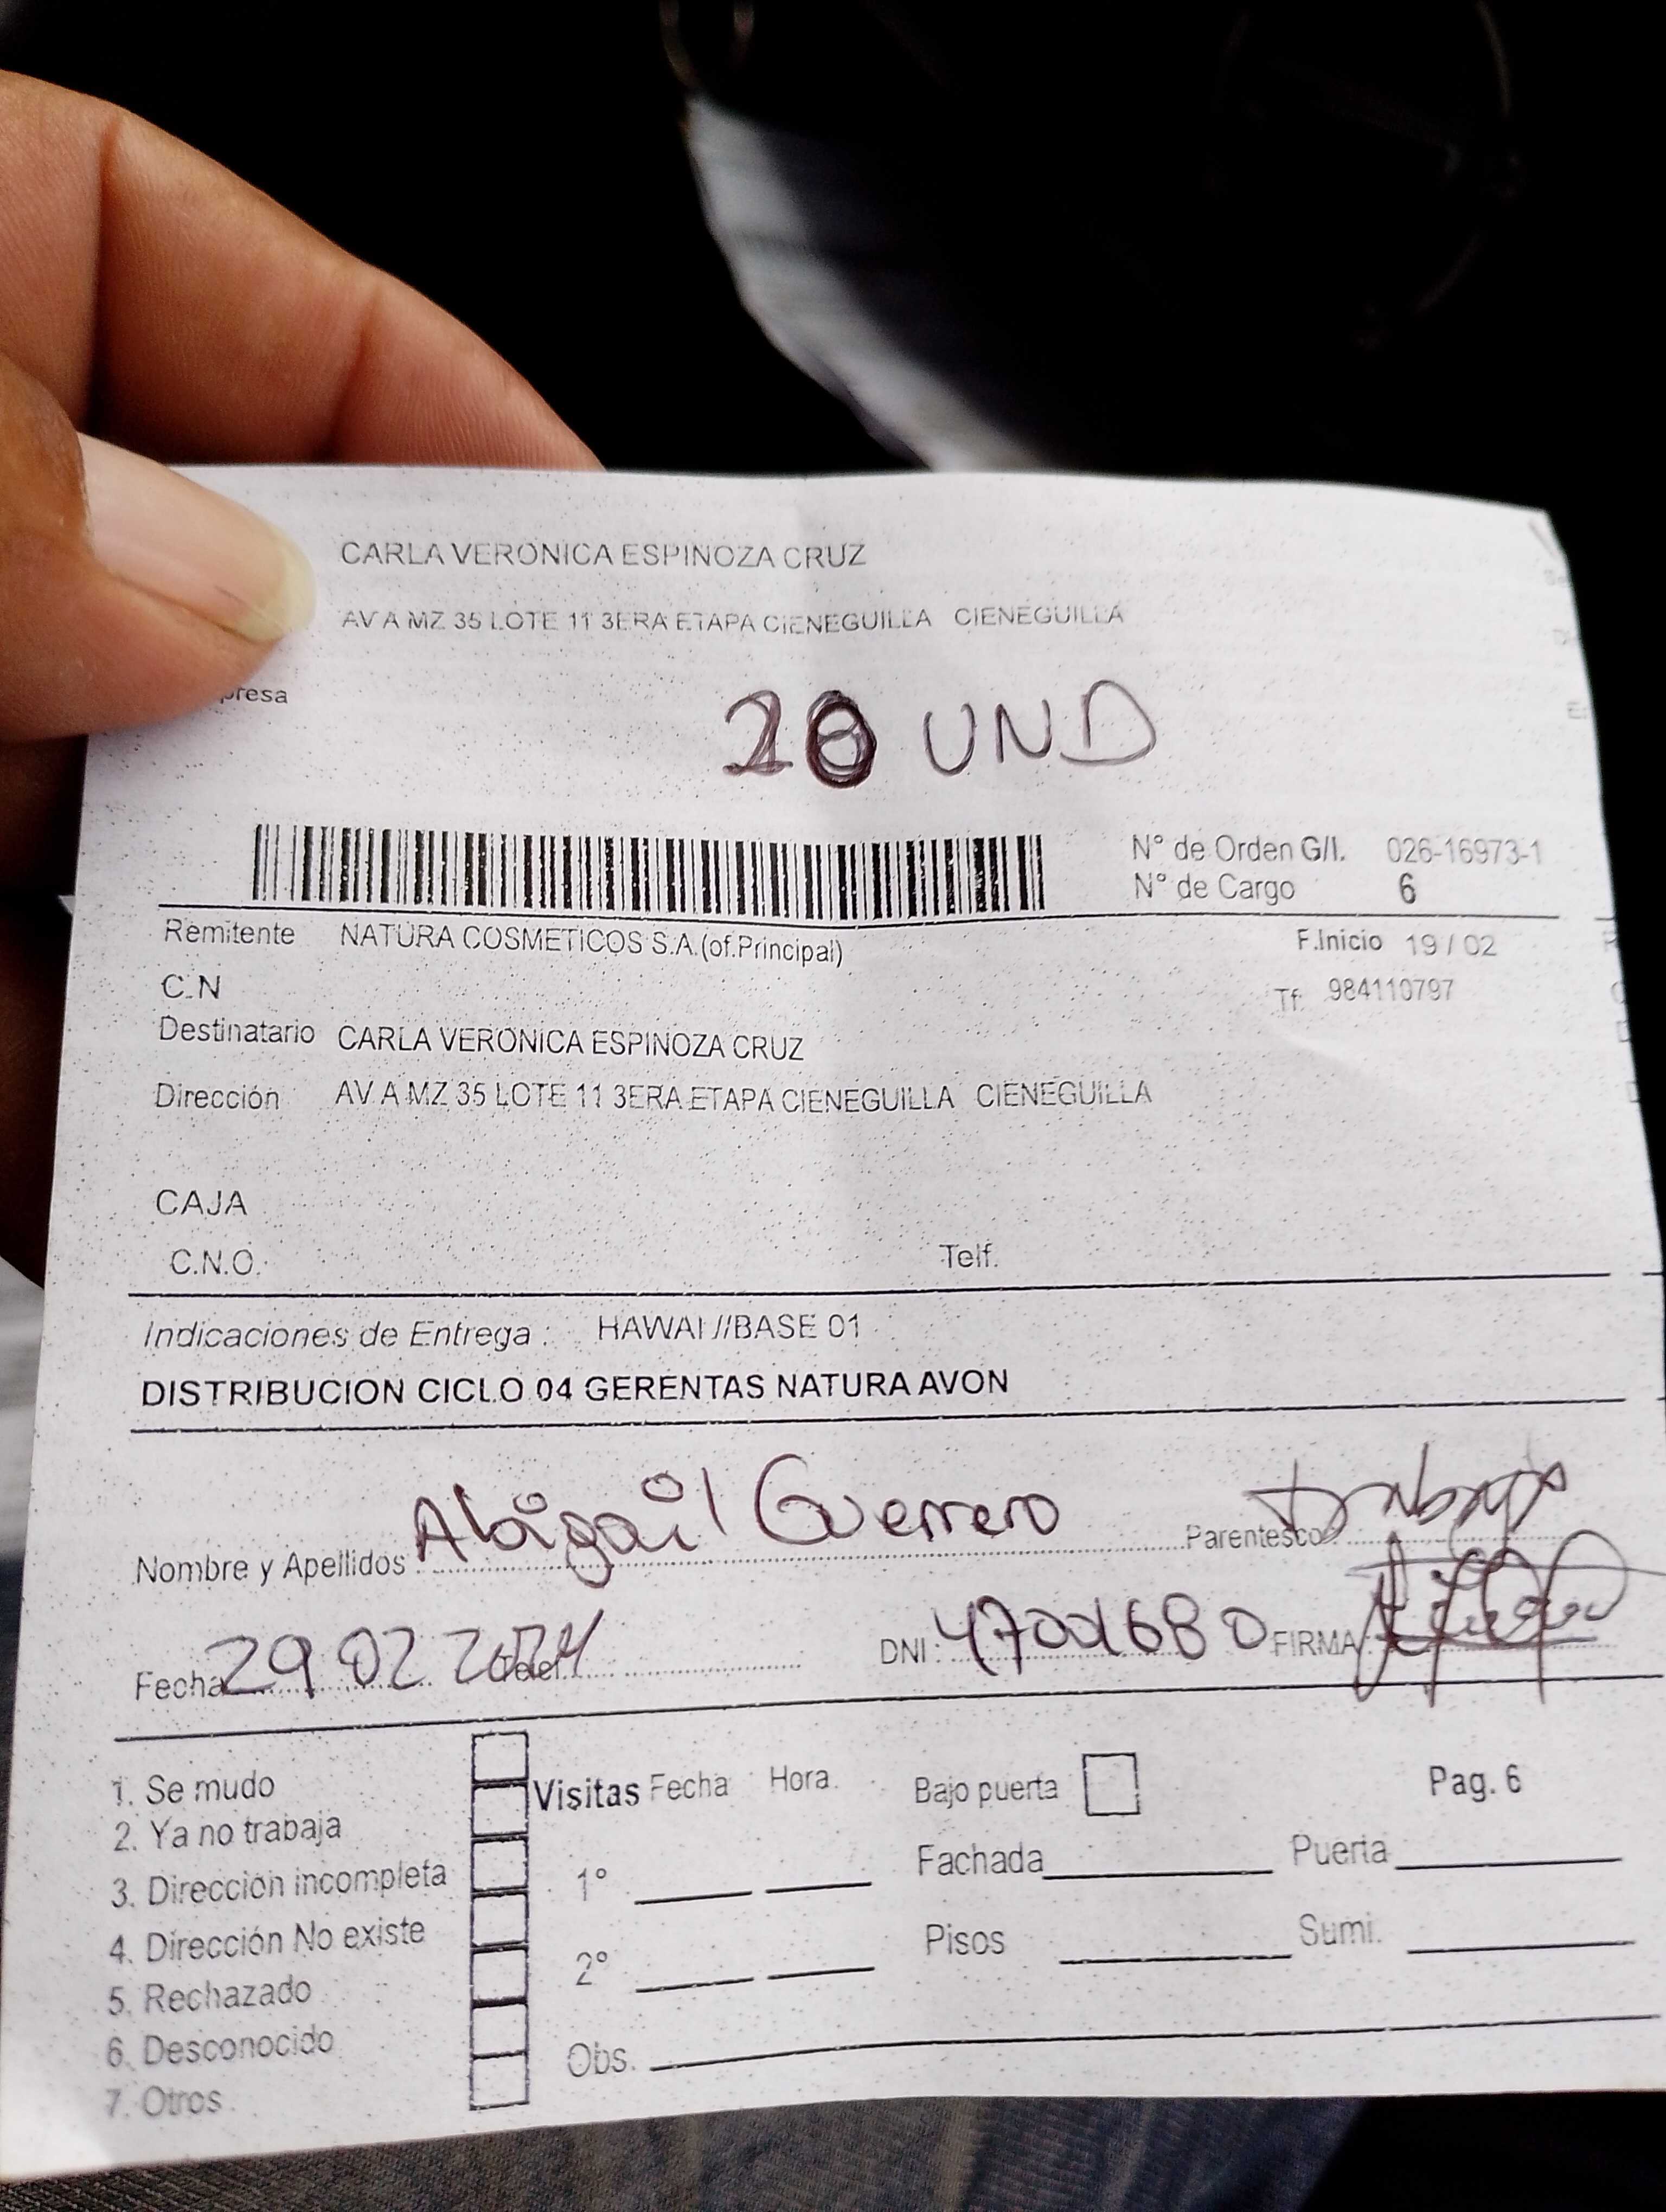 CARLA VERONICA ESPINOZA CRUZ
AV A MZ 35 LOTE 11 3ERA ETAPA CIENEGUILLA CIENEGUILLA
presa
20 UND
N° de Orden G/I. 026-16973-1
N° de Cargo 6
Remitente NATURA COSMETICOS S.A.(of.Principal)
F.Inicio 19 / 02
C.N
Tf: 984110797
Destinatario CARLA VERONICA ESPINOZA CRUZ
Dirección AV A MZ 35 LOTE 11 3ERA ETAPA CIENEGUILLA CIENEGUILLA
CAJA
C.N.O. Telf.
Indicaciones de Entrega : HAWAI //BASE 01
DISTRIBUCION CICLO 04 GERENTAS NATURA AVON
Nombre y Apellidos Abigail Guerrero Parentesco
Fecha 29 02 2024 Telef DNI : 47001680 FIRMA
1. Se mudo
2. Ya no trabaja
3. Dirección incompleta
4. Dirección No existe
5. Rechazado
6. Desconocido
7. Otros
Visitas Fecha Hora
1°
2°
Obs.
Bajo puerta
Pag. 6
Fachada Puerta
Pisos Sumi.